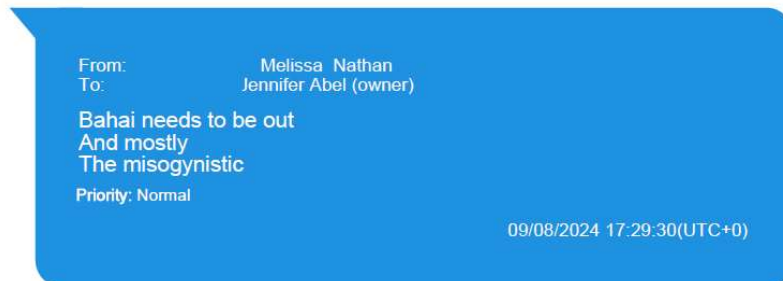 From: Melissa Nathan
To: Jennifer Abel (owner)
Bahai needs to be out
And mostly
The misogynistic
Priority: Normal
09/08/2024 17:29:30(UTC+0)